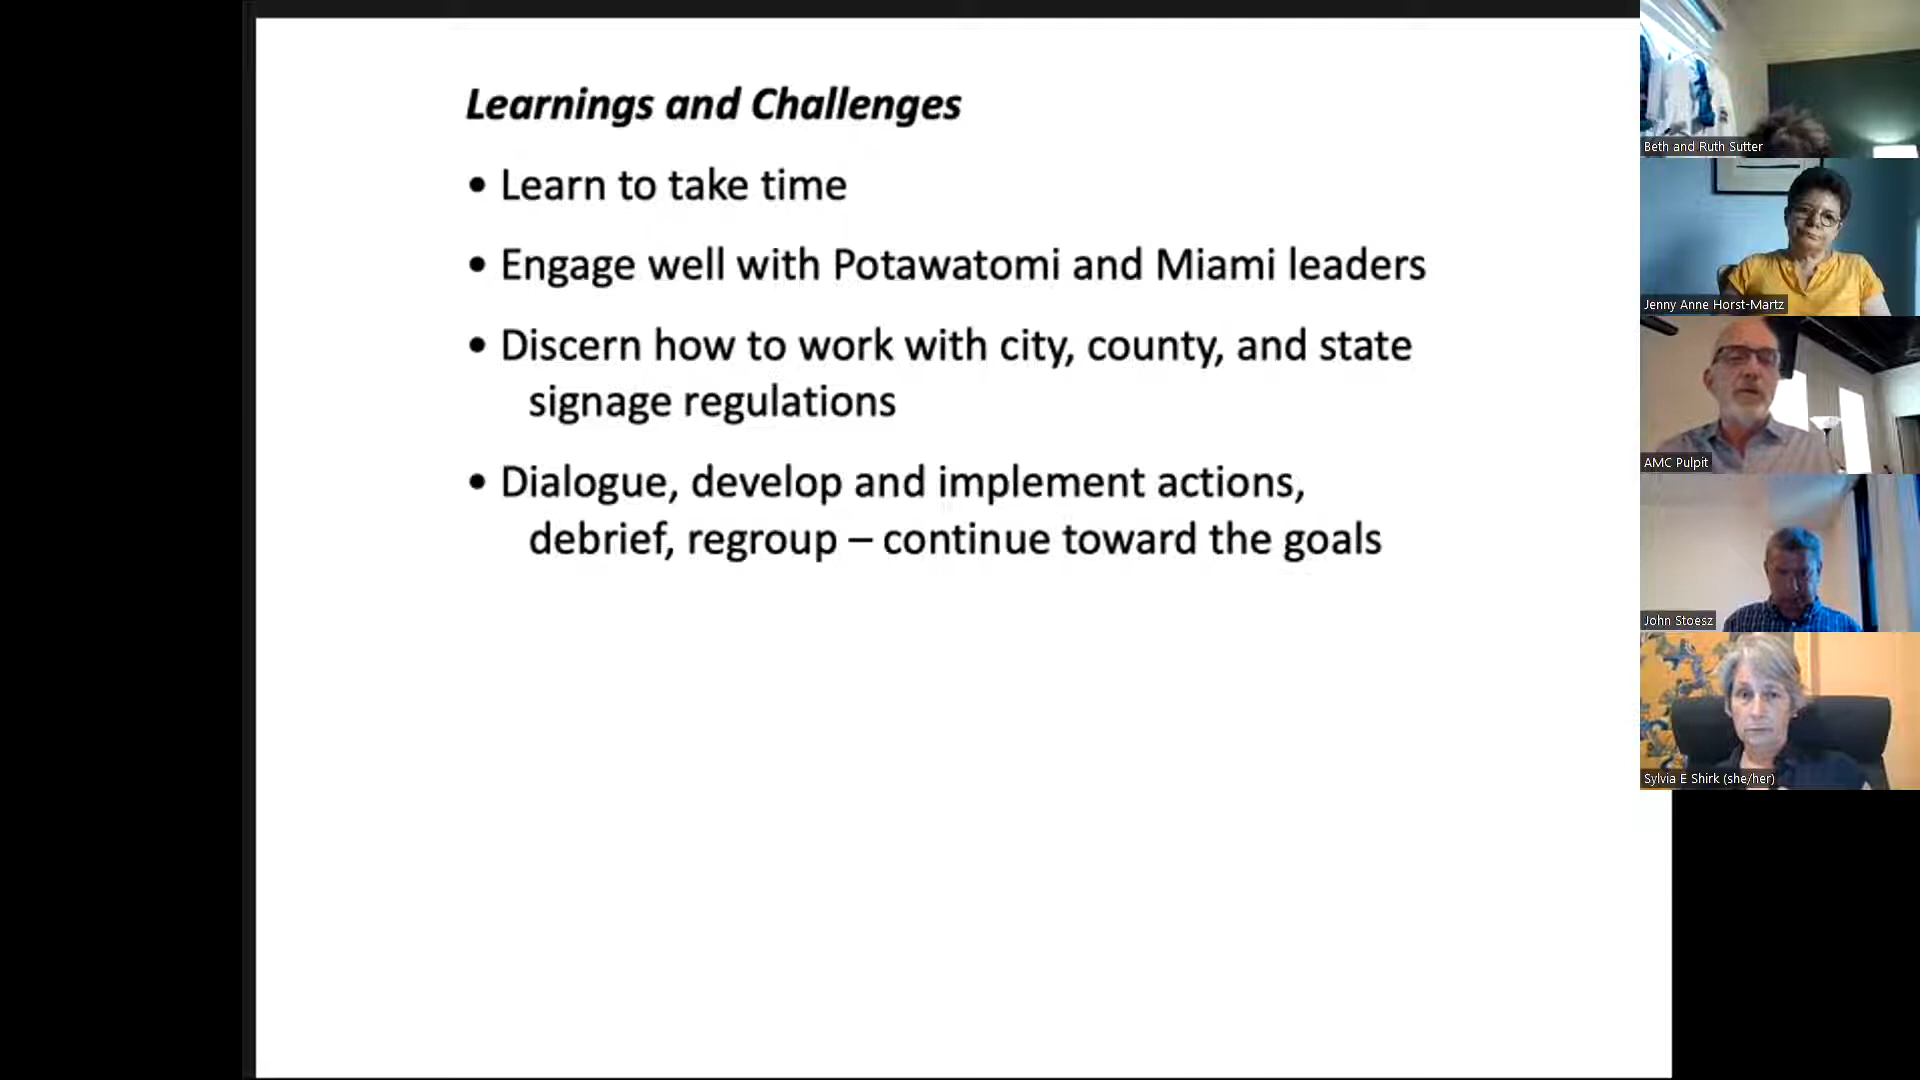 Learnings and Challenges
• Learn to take time
• Engage well with Potawatomi and Miami leaders
• Discern how to work with city, county, and state
signage regulations
• Dialogue, develop and implement actions,
debrief, regroup – continue toward the goals
Beth and Ruth Sutter
Jenny Anne Horst-Martz
AMC Pulpit
John Stoesz
Sylvia E Shirk (she/her)